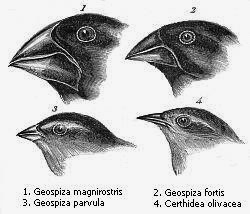 1
2
3
4
1. Geospiza magnirostris 2. Geospiza fortis
3. Geospiza parvula 4. Certhidea olivacea